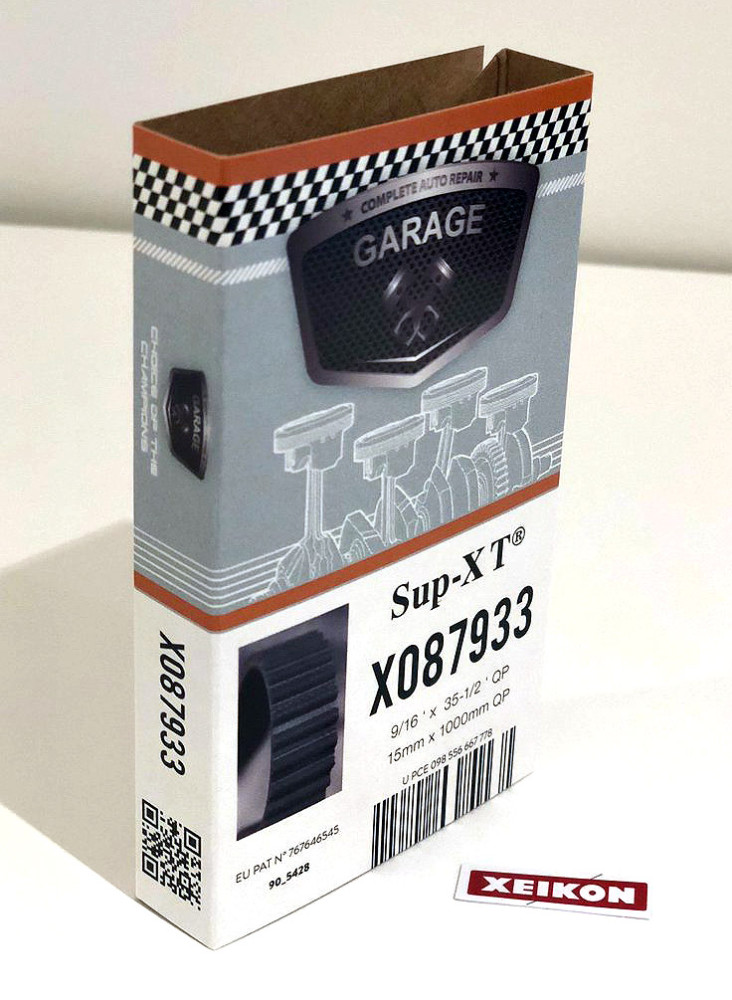 ★ COMPLETE AUTO REPAIR ★
GARAGE
CHOICE OF THE
CHAMPIONS
GARAGE
Sup-XT®
X087933
9/16 ' x 35-1/2 ' QP
15mm x 1000mm QP
U PCE 098 556 667 778
EU PAT N° 767646545
90_5428
X087933
XEIKON